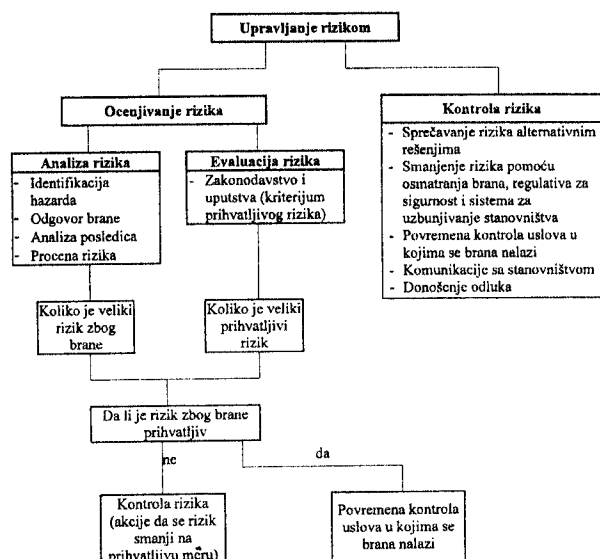 Upravljanje rizikom
Ocenjivanje rizika
Kontrola rizika
- Sprečavanje rizika alternativnim
rešenjima
- Smanjenje rizika pomoću
osmatranja brana, regulativa za
sigurnost i sistema za
uzbunjivanje stanovništva
- Povremena kontrola uslova u
kojima se brana nalazi
- Komunikacije sa stanovništvom
- Donošenje odluka
Analiza rizika
- Identifikacija
hazarda
- Odgovor brane
- Analiza posledica
- Procena rizika
Evaluacija rizika
- Zakonodavstvo i
uputstva (kriterijum
prihvatljivog rizika)
Koliko je veliki
rizik zbog
brane
Koliko je veliki
prihvatljivi
rizik
Da li je rizik zbog brane
prihvatljiv
ne
da
Kontrola rizika
(akcije da se rizik
smanji na
prihvatljivu meru)
Povremena kontrola
uslova u kojima se
brana nalazi